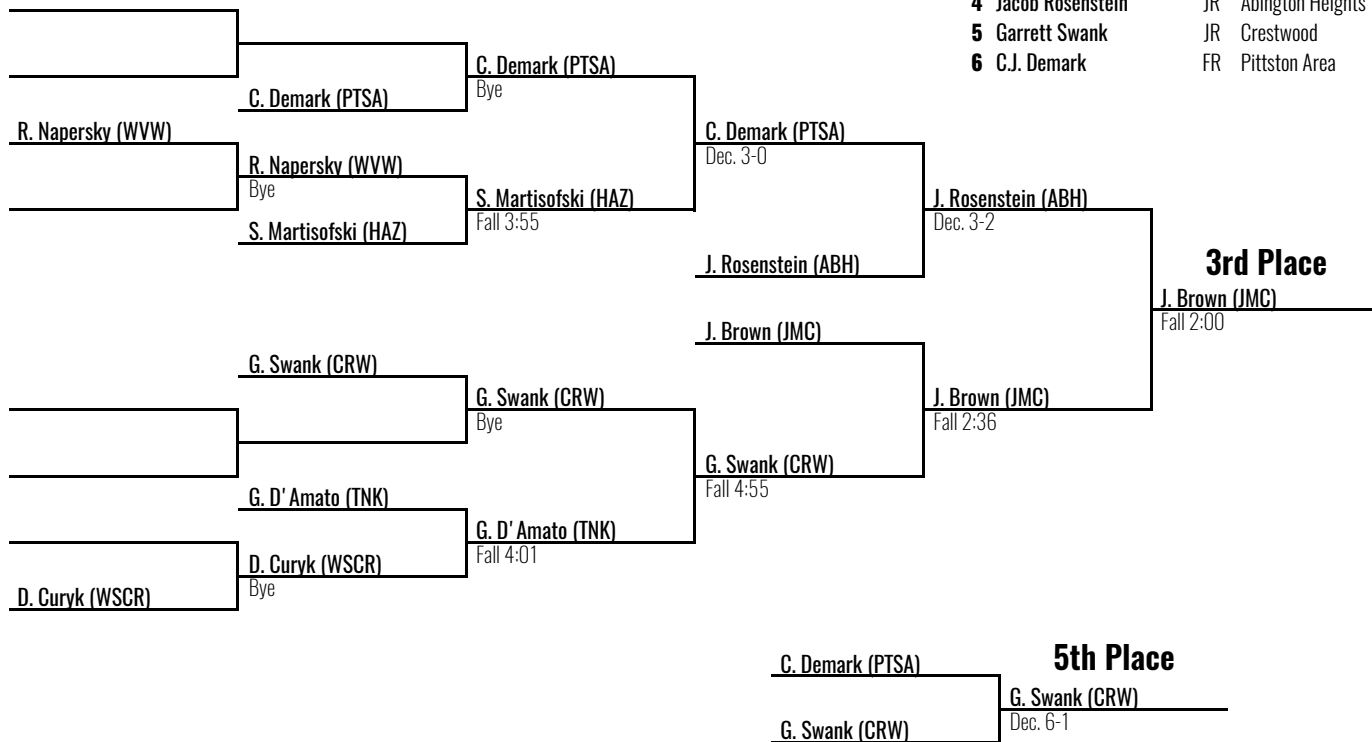 4 Jacob Rosenstein JR Abington Heights
5 Garrett Swank JR Crestwood
6 C.J. Demark FR Pittston Area
C. Demark (PTSA)
Bye
C. Demark (PTSA)
R. Napersky (WVW)
C. Demark (PTSA)
Dec. 3-0
R. Napersky (WVW)
Bye
S. Martisofski (HAZ)
Fall 3:55
J. Rosenstein (ABH)
Dec. 3-2
S. Martisofski (HAZ)
J. Rosenstein (ABH)
3rd Place
J. Brown (JMC)
Fall 2:00
J. Brown (JMC)
G. Swank (CRW)
G. Swank (CRW)
Bye
J. Brown (JMC)
Fall 2:36
G. Swank (CRW)
Fall 4:55
G. D'Amato (TNK)
G. D'Amato (TNK)
Fall 4:01
D. Curyk (WSCR)
Bye
D. Curyk (WSCR)
5th Place
C. Demark (PTSA)
G. Swank (CRW)
Dec. 6-1
G. Swank (CRW)